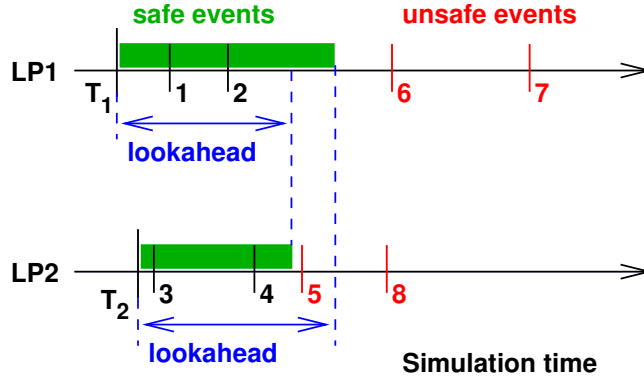 safe events unsafe events
LP1
T1 1 2 6 7
lookahead
LP2
T2 3 4 5 8
lookahead
Simulation time